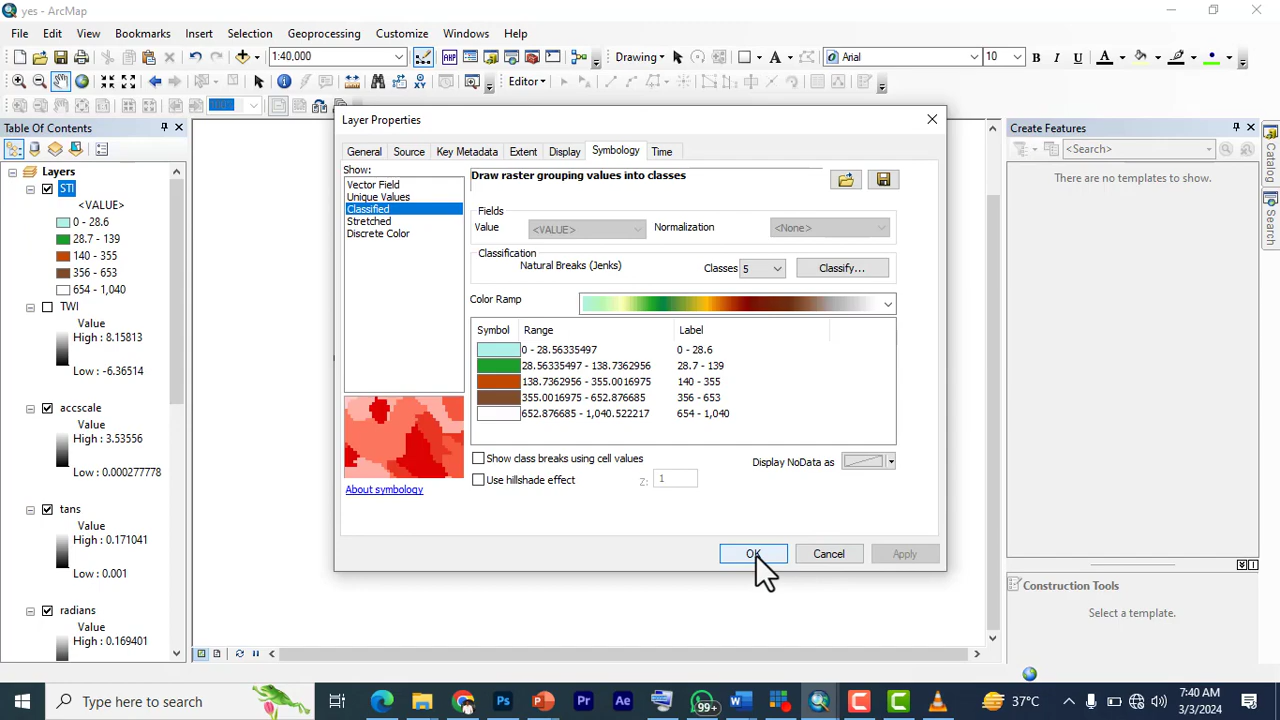 yes - ArcMap
File Edit View Bookmarks Insert Selection Geoprocessing Customize Windows Help
1:40,000 Drawing Arial 10 B I U A
Editor
Table Of Contents
Layers
STI
<VALUE>
0 - 28.6
28.7 - 139
140 - 355
356 - 653
654 - 1,040
TWI
Value
High : 8.15813
Low : -6.36514
accscale
Value
High : 3.53556
Low : 0.000277778
tans
Value
High : 0.171041
Low : 0.001
radians
Value
High : 0.169401
Layer Properties
General Source Key Metadata Extent Display Symbology Time
Show:
Vector Field
Unique Values
Classified
Stretched
Discrete Color
About symbology
Draw raster grouping values into classes
Fields
Value <VALUE> Normalization <None>
Classification
Natural Breaks (Jenks) Classes 5 Classify...
Color Ramp
Symbol Range Label
0 - 28.56335497 0 - 28.6
28.56335497 - 138.7362956 28.7 - 139
138.7362956 - 355.0016975 140 - 355
355.0016975 - 652.876685 356 - 653
652.876685 - 1,040.522217 654 - 1,040
Show class breaks using cell values Display NoData as
Use hillshade effect Z: 1
OK Cancel Apply
Create Features
<Search>
There are no templates to show.
Construction Tools
Select a template.
Catalog
Search
Type here to search
99+
37°C
7:40 AM
3/3/2024